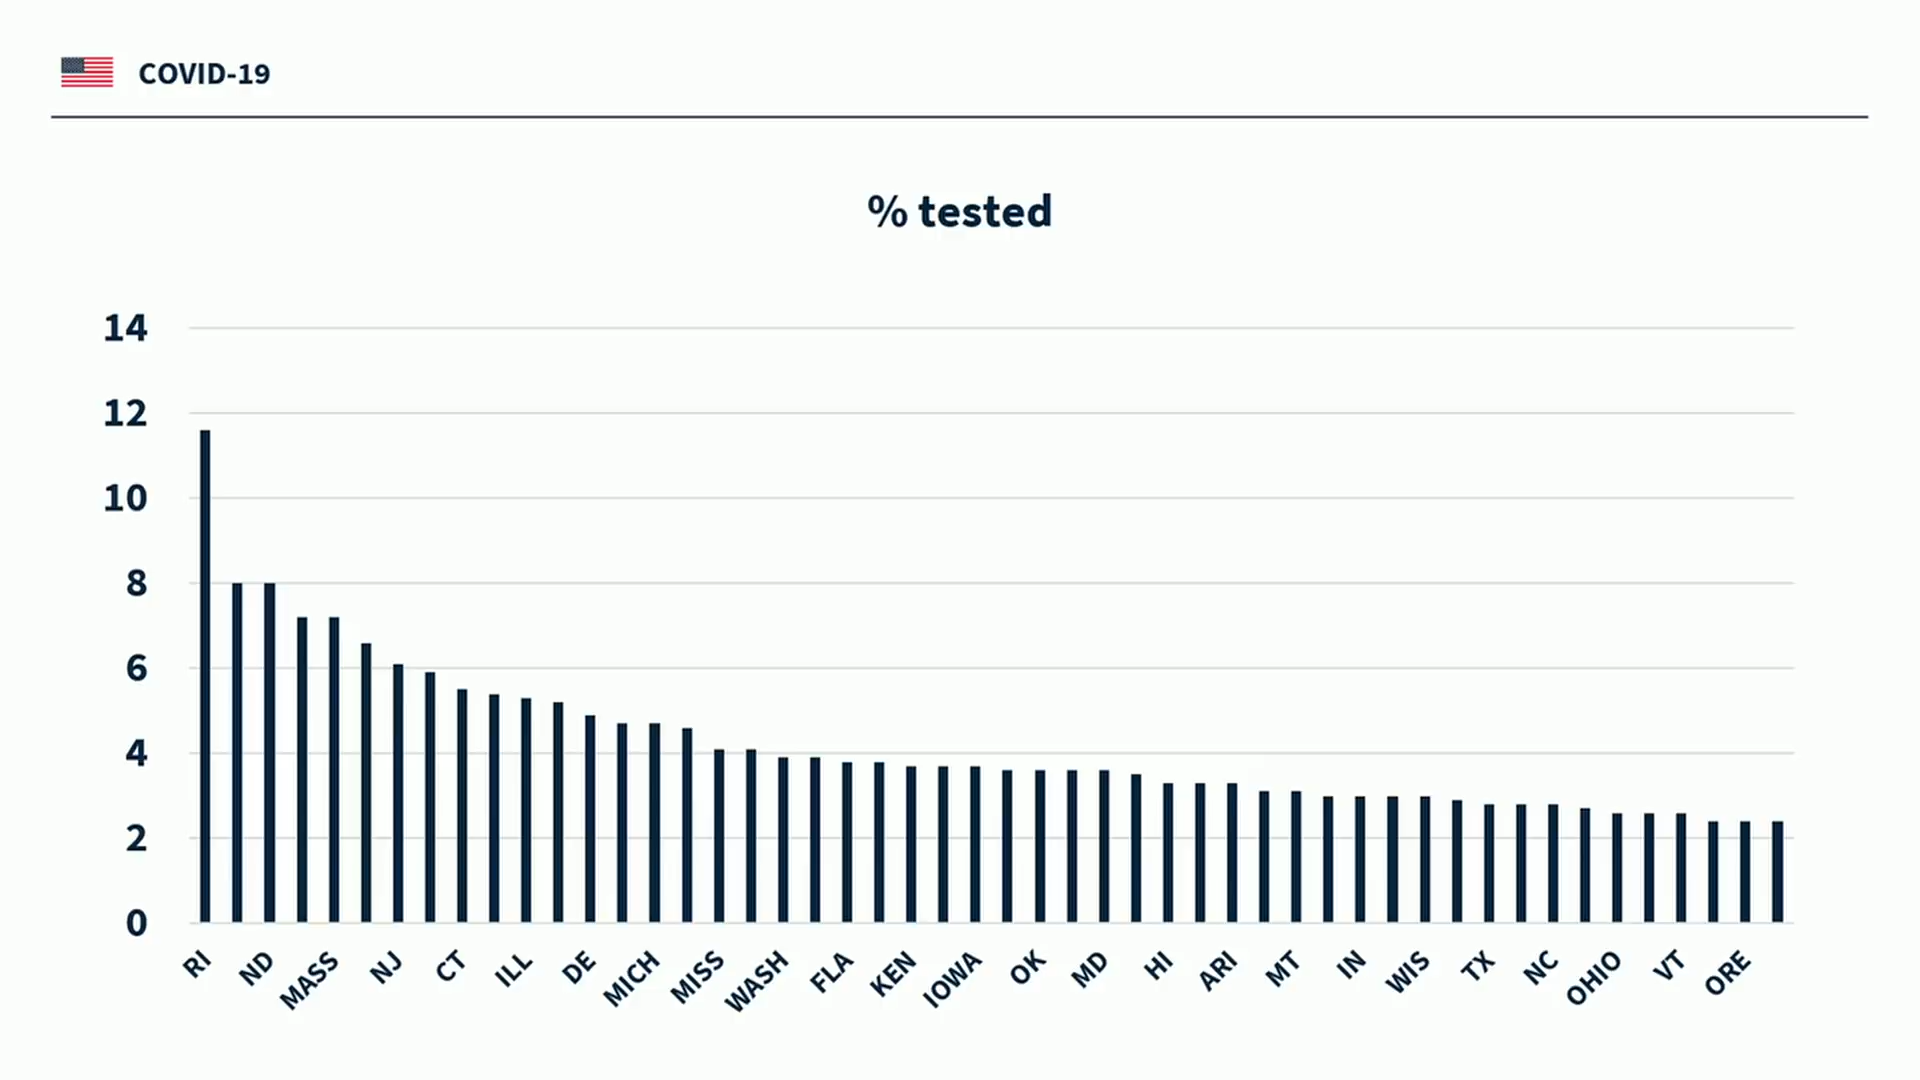 COVID-19
% tested
14
12
10
8
6
4
2
0
RI ND MASS NJ CT ILL DE MICH MISS WASH FLA KEN IOWA OK MD HI ARI MT IN WIS TX NC OHIO VT ORE